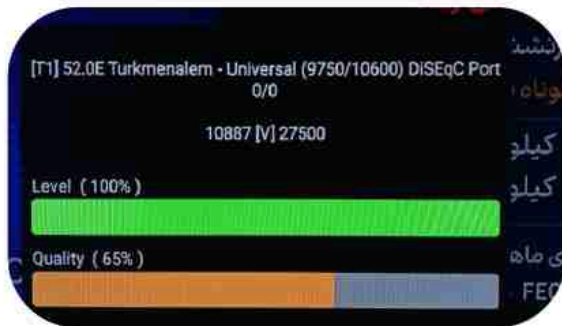 [T1] 52.0E Turkmenalem - Universal (9750/10600) DiSEqC Port
0/0
10887 [V] 27500
Level ( 100% )
Quality ( 65% )
کیلو
کیلو
FEC